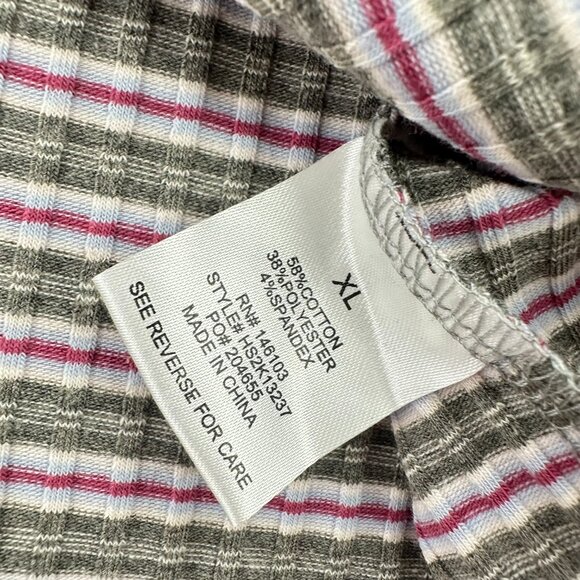 XL
58%COTTON
38%POLYESTER
4%SPANDEX
RN# 146103
STYLE# HS2K13237
PO# 204655
MADE IN CHINA
SEE REVERSE FOR CARE